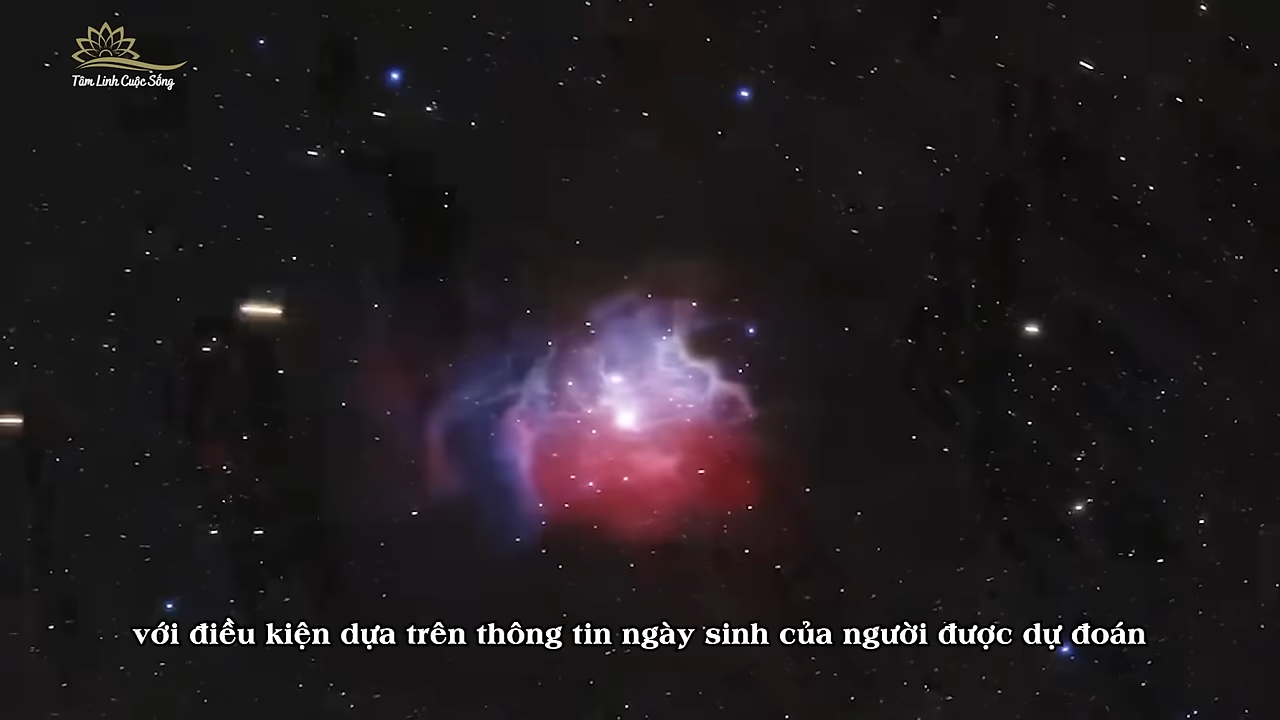 Tâm Linh Cuộc Sống
với điều kiện dựa trên thông tin ngày sinh của người được dự đoán